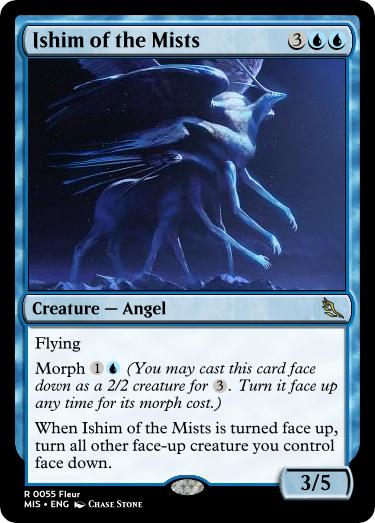 Ishim of the Mists 3
Creature — Angel
Flying
Morph 1 (You may cast this card face
down as a 2/2 creature for 3. Turn it face up
any time for its morph cost.)
When Ishim of the Mists is turned face up,
turn all other face-up creature you control
face down.
3/5
R 0055 Fleur
MIS • ENG CHASE STONE